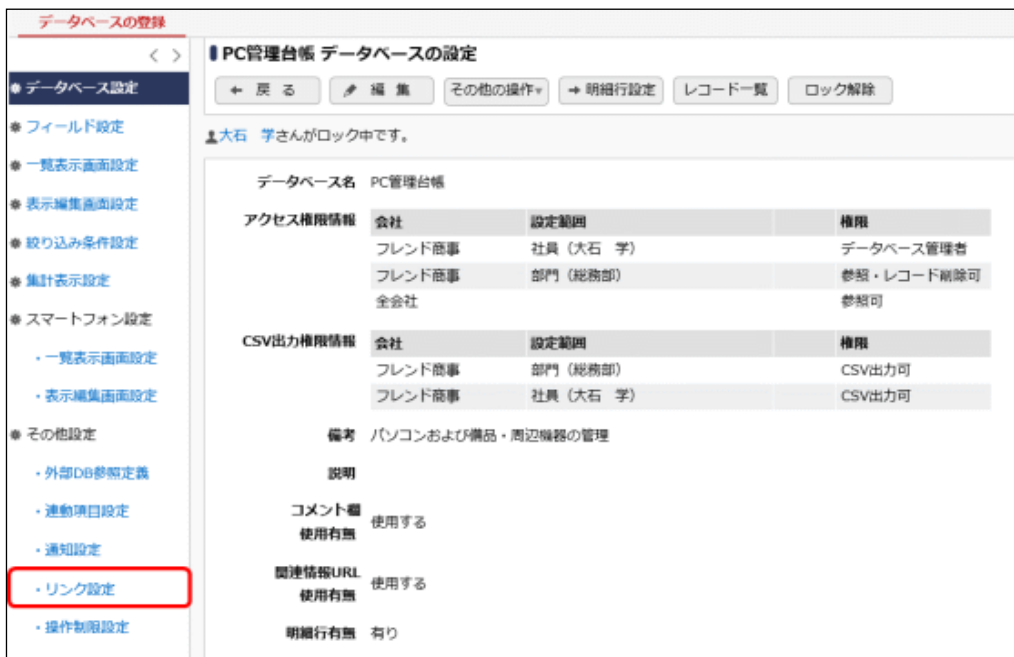 データベースの登録
< >
データベース設定
フィールド設定
一覧表示画面設定
表示編集画面設定
絞り込み条件設定
集計表示設定
スマートフォン設定
・一覧表示画面設定
・表示編集画面設定
その他設定
・外部DB参照定義
・連動項目設定
・通知設定
・リンク設定
・操作制限設定
PC管理台帳 データベースの設定
戻る 編集 その他の操作▾ 明細行設定 レコード一覧 ロック解除
大石 学さんがロック中です。
データベース名 PC管理台帳
アクセス権限情報 会社 設定範囲 権限
フレンド商事 社員（大石 学） データベース管理者
フレンド商事 部門（総務部） 参照・レコード削除可
全会社 参照可
CSV出力権限情報 会社 設定範囲 権限
フレンド商事 部門（総務部） CSV出力可
フレンド商事 社員（大石 学） CSV出力可
備考 パソコンおよび備品・周辺機器の管理
説明
コメント欄
使用有無 使用する
関連情報URL
使用有無 使用する
明細行有無 有り